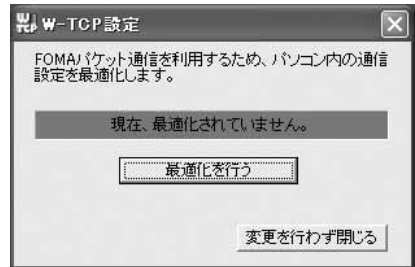 W-TCP設定
FOMAパケット通信を利用するため、パソコン内の通信
設定を最適化します。
現在、最適化されていません。
最適化を行う
変更を行わず閉じる